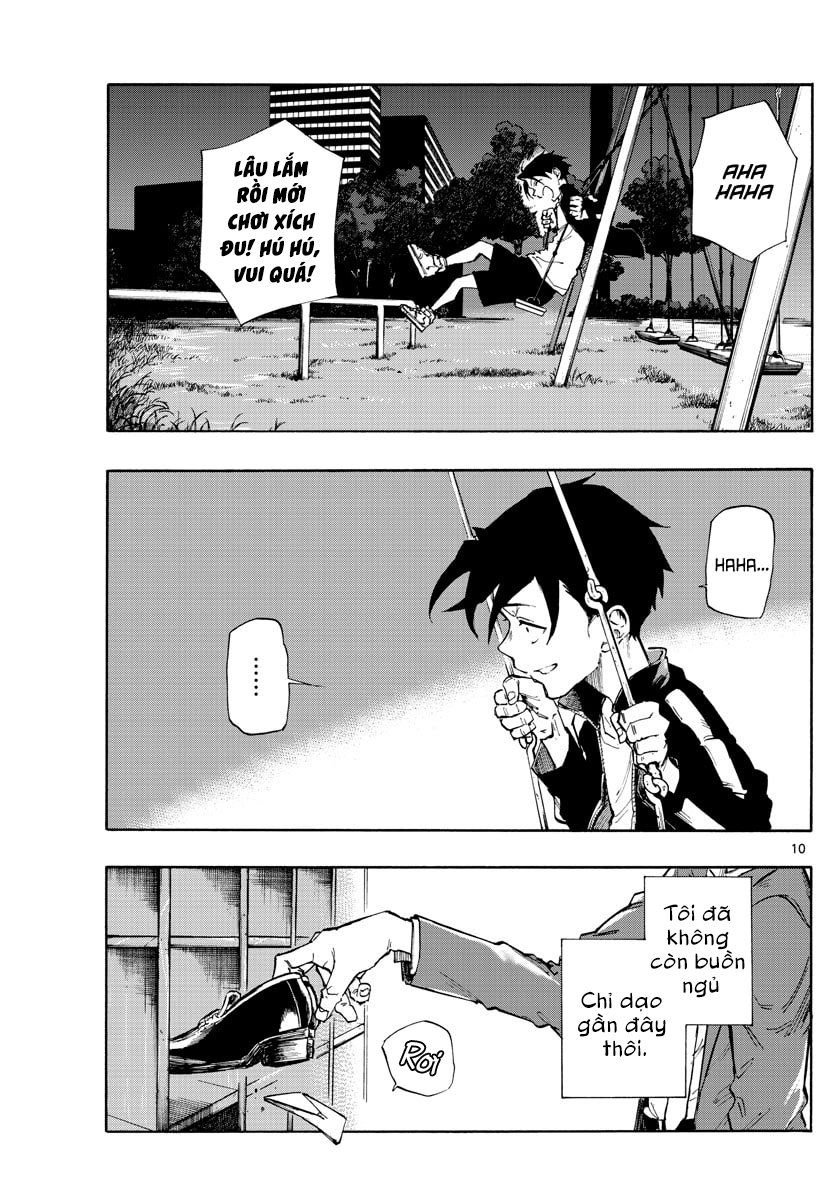 AHA
HAHA
LÂU LẮM
RỒI MỚI
CHƠI XÍCH
ĐU! HÚ HÚ,
VUI QUÁ!
HAHA...
......
10
Tôi đã
không
còn buồn
ngủ
Chỉ dạo
gần đây
thôi.
Rơi